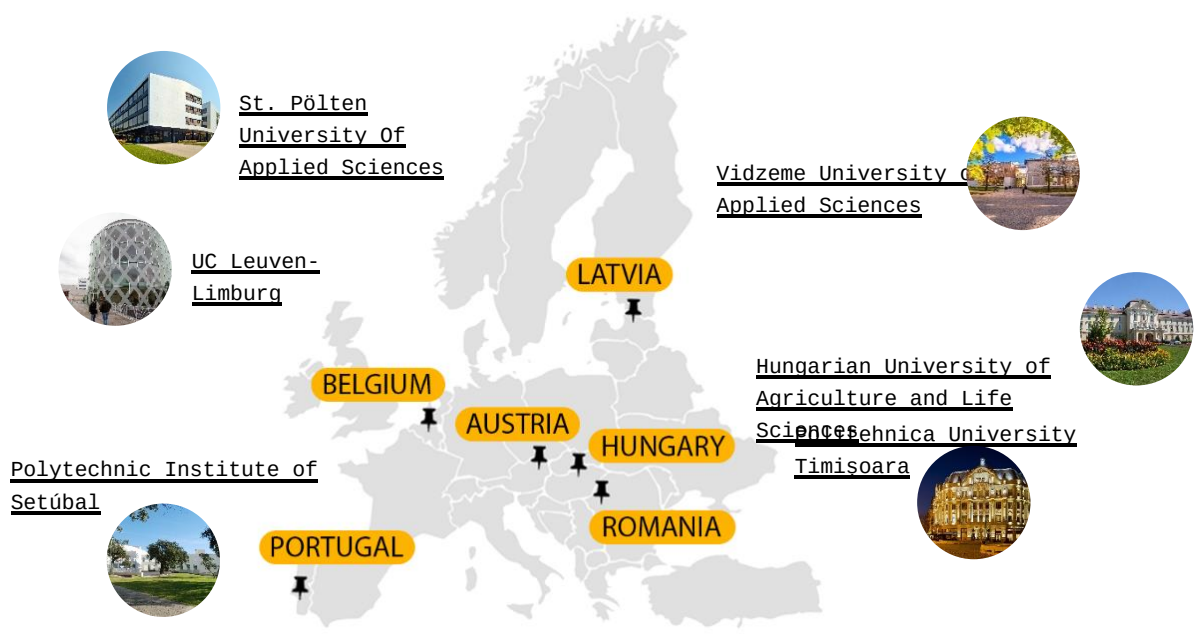 St. Pölten
University Of
Applied Sciences
Vidzeme University
Applied Sciences
UC Leuven-
Limburg
LATVIA
BELGIUM
AUSTRIA
HUNGARY
ROMANIA
PORTUGAL
Hungarian University of
Agriculture and Life
Sciences
Politehnica University
Timișoara
Polytechnic Institute of
Setúbal